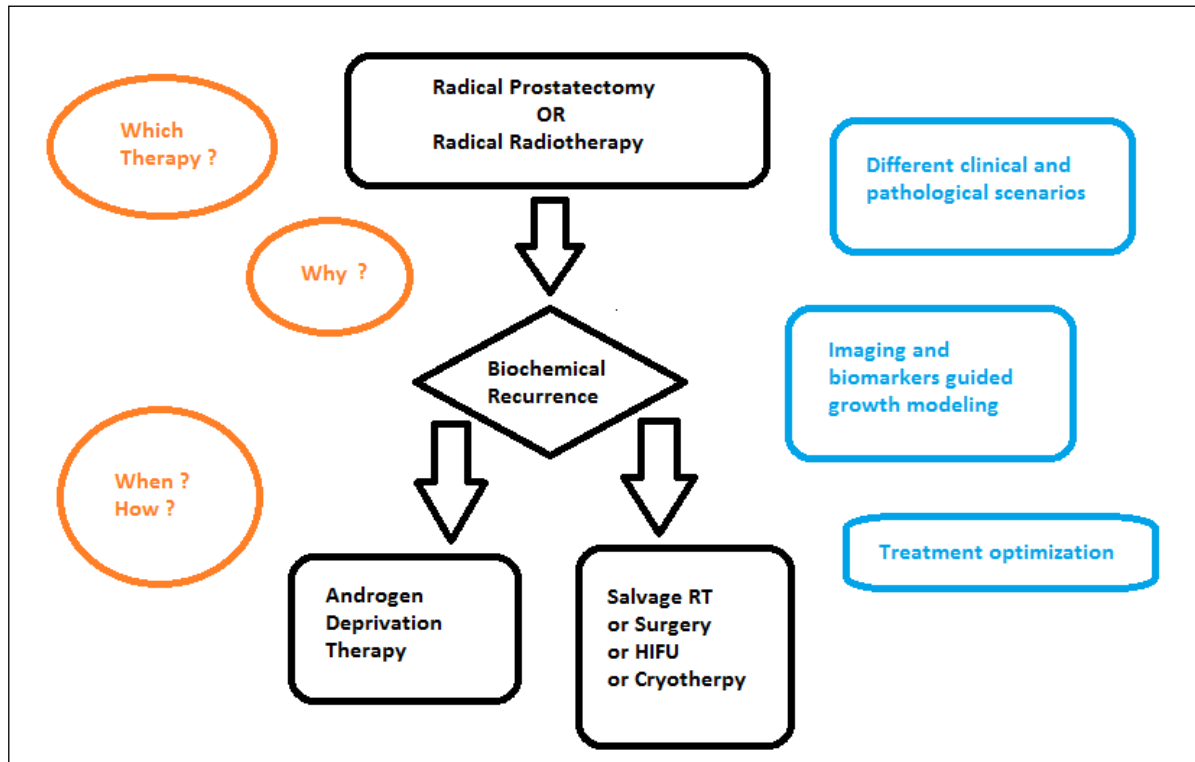 Radical Prostatectomy
OR
Radical Radiotherapy
Which
Therapy ?
Different clinical and
pathological scenarios
Why ?
Biochemical
Recurrence
Imaging and
biomarkers guided
growth modeling
When ?
How ?
Treatment optimization
Androgen
Deprivation
Therapy
Salvage RT
or Surgery
or HIFU
or Cryotherpy